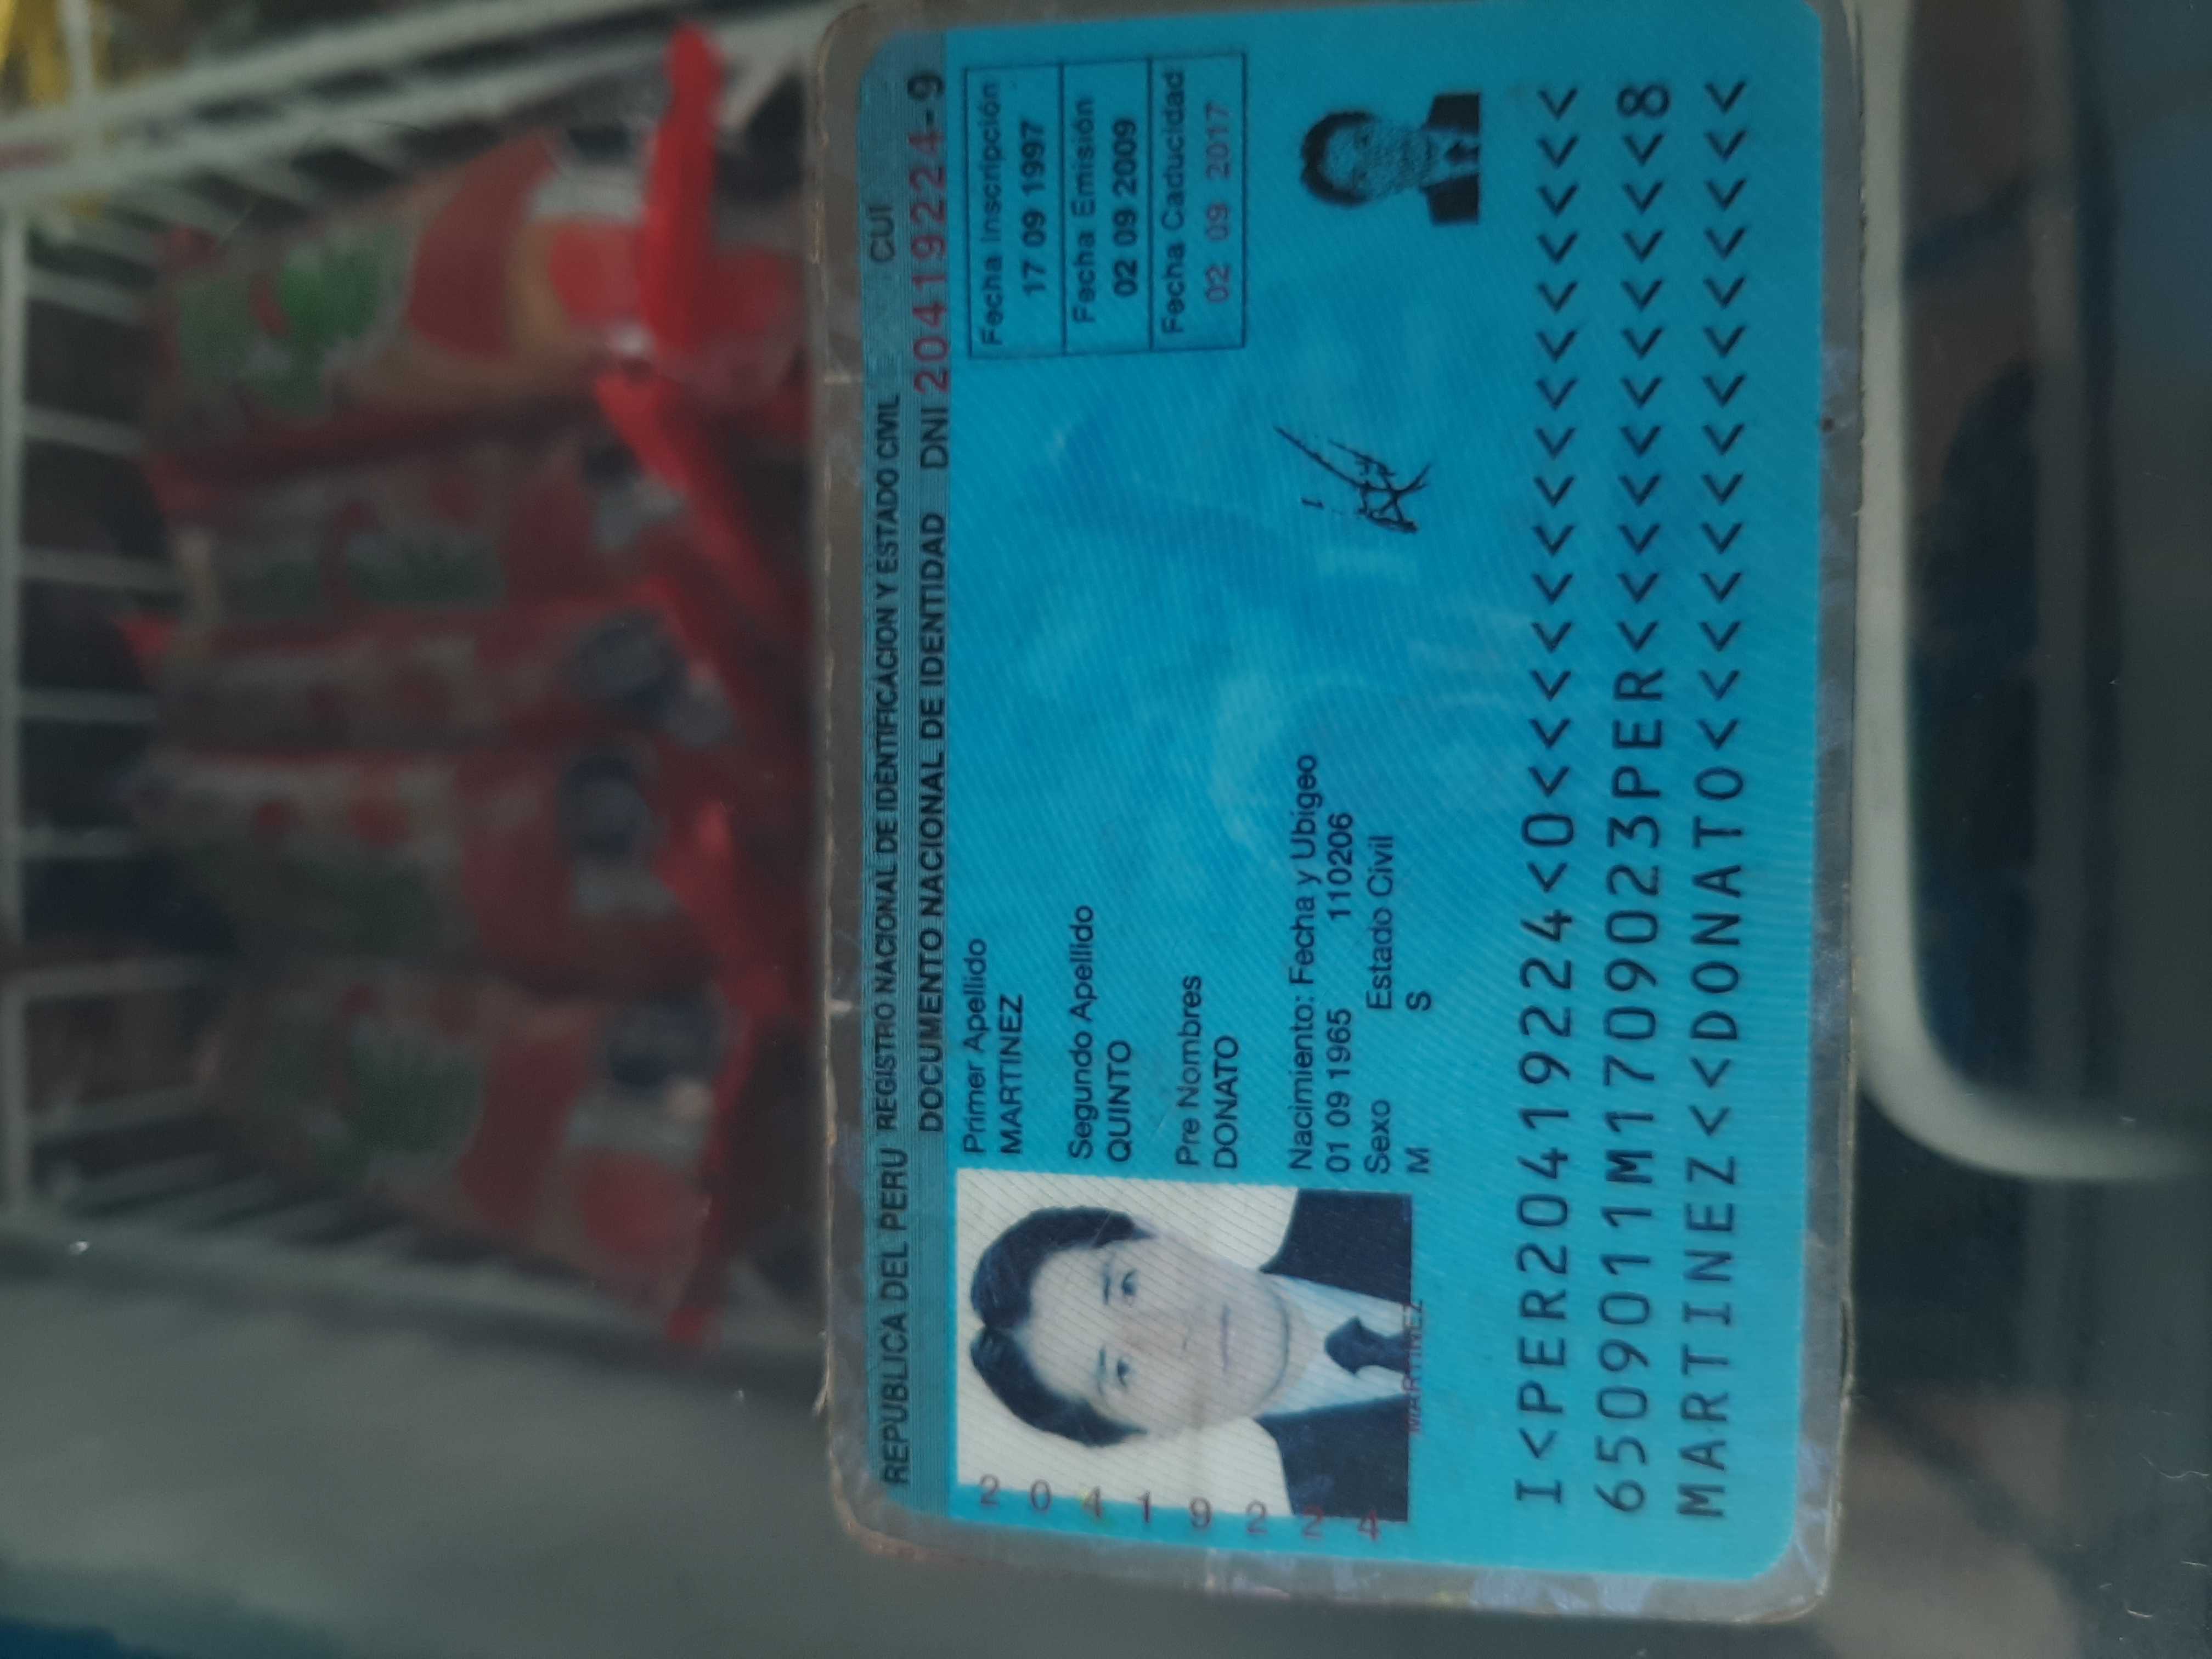 REPUBLICA DEL PERU REGISTRO NACIONAL DE IDENTIFICACION Y ESTADO CIVIL CUI
DOCUMENTO NACIONAL DE IDENTIDAD DNI 20419224-9
Primer Apellido
MARTINEZ
Segundo Apellido
QUINTO
Pre Nombres
DONATO
Nacimiento: Fecha y Ubigeo
01 09 1965 110206
Sexo Estado Civil
M S
Fecha Inscripción
17 09 1997
Fecha Emisión
02 09 2009
Fecha Caducidad
02 09 2017
20419224
MARTINEZ
I<PER20419224<0<<<<<<<<<<<<<<<
6509011M1709023PER<<<<<<<<<<<8
MARTINEZ<<DONATO<<<<<<<<<<<<<<